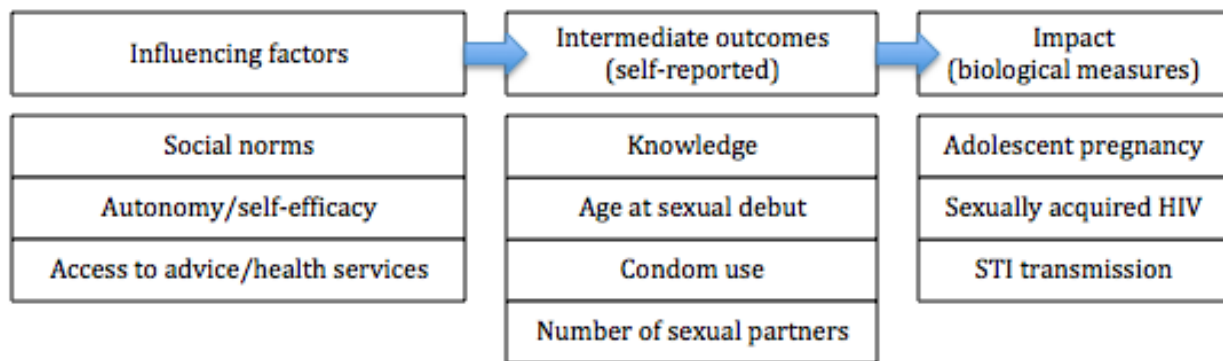 Influencing factors
Intermediate outcomes
(self-reported)
Impact
(biological measures)
Social norms
Autonomy/self-efficacy
Access to advice/health services
Knowledge
Age at sexual debut
Condom use
Number of sexual partners
Adolescent pregnancy
Sexually acquired HIV
STI transmission